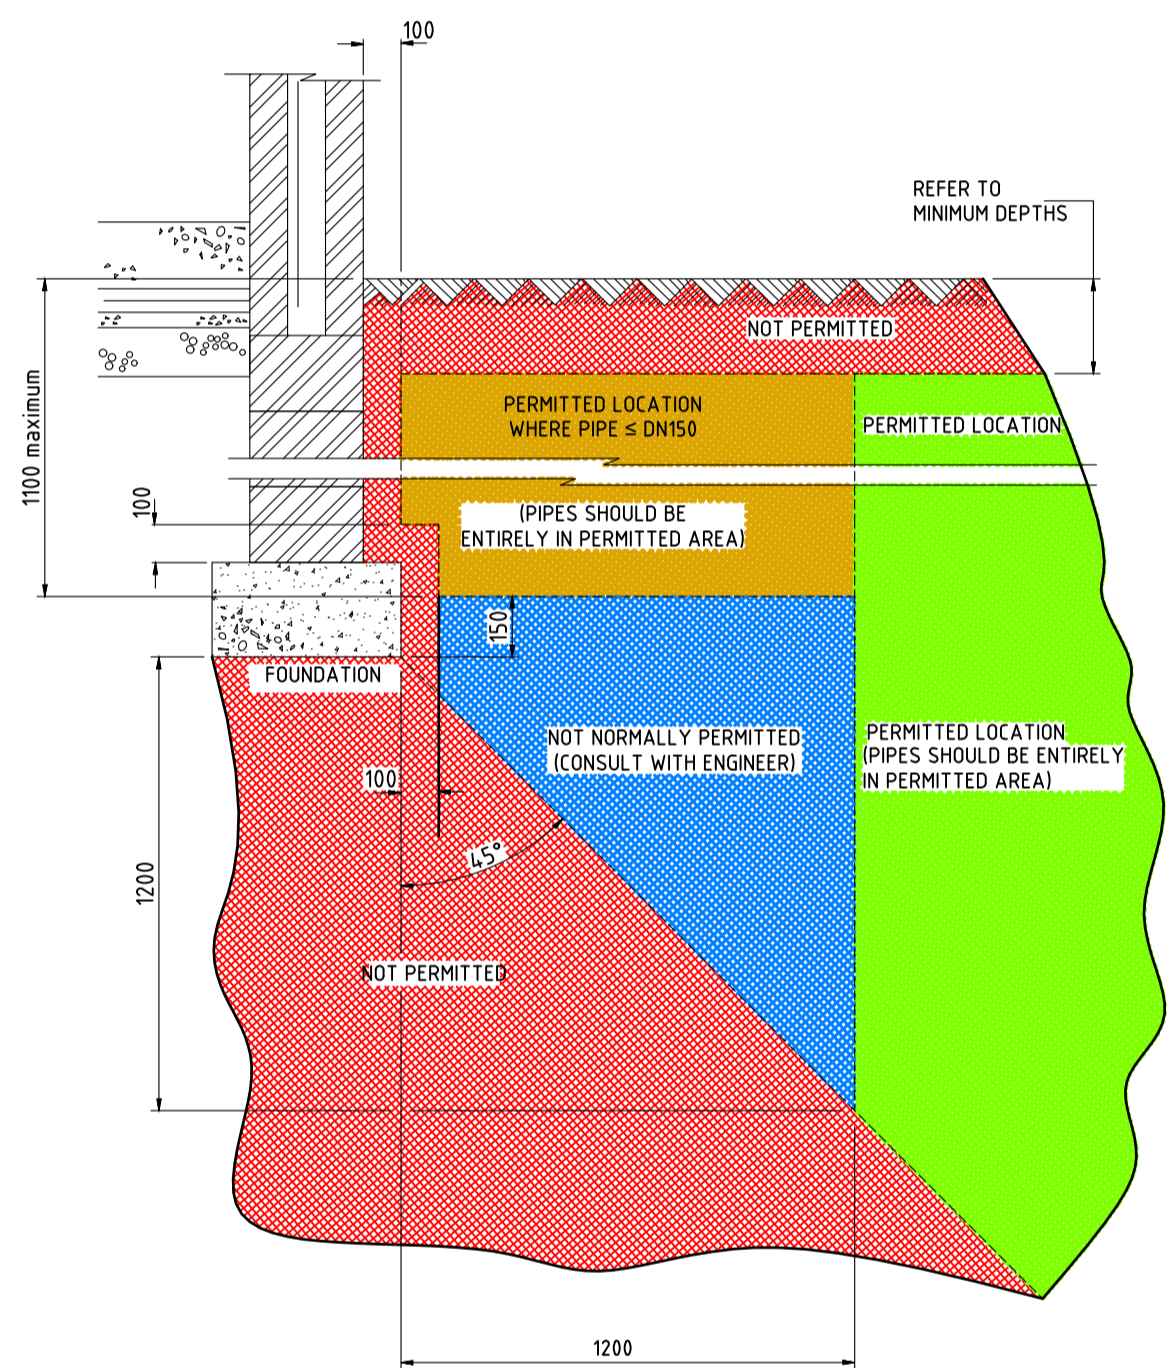 100
REFER TO
MINIMUM DEPTHS
NOT PERMITTED
PERMITTED LOCATION
WHERE PIPE ≤ DN150
PERMITTED LOCATION
1100 maximum
100
(PIPES SHOULD BE
ENTIRELY IN PERMITTED AREA)
150
FOUNDATION
NOT NORMALLY PERMITTED
(CONSULT WITH ENGINEER)
PERMITTED LOCATION
(PIPES SHOULD BE ENTIRELY
IN PERMITTED AREA)
100
45°
1200
NOT PERMITTED
1200